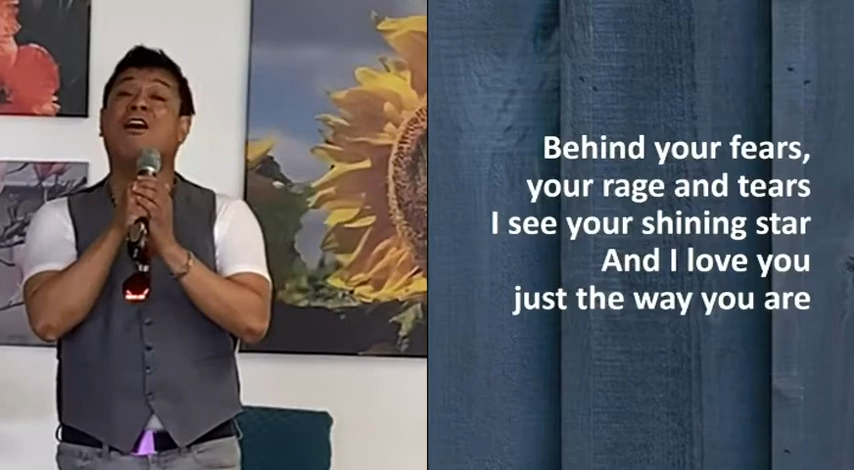 Behind your fears,
your rage and tears
I see your shining star
And I love you
just the way you are